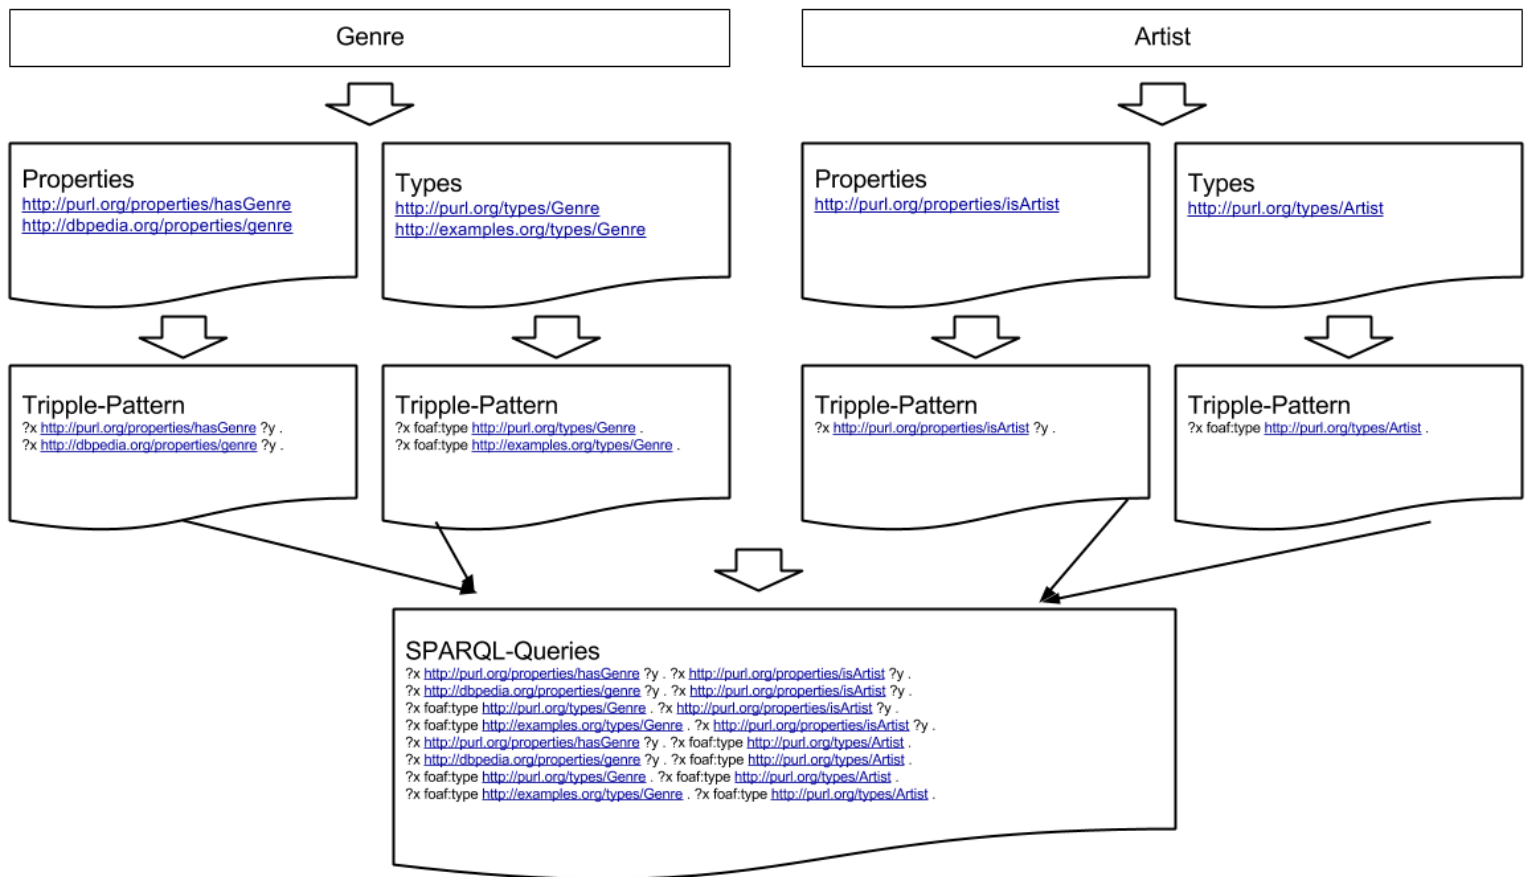 Genre
Artist
Properties
http://purl.org/properties/hasGenre
http://dbpedia.org/properties/genre
Types
http://purl.org/types/Genre
http://examples.org/types/Genre
Properties
http://purl.org/properties/isArtist
Types
http://purl.org/types/Artist
Tripple-Pattern
?x http://purl.org/properties/hasGenre ?y .
?x http://dbpedia.org/properties/genre ?y .
Tripple-Pattern
?x foaf:type http://purl.org/types/Genre .
?x foaf:type http://examples.org/types/Genre .
Tripple-Pattern
?x http://purl.org/properties/isArtist ?y .
Tripple-Pattern
?x foaf:type http://purl.org/types/Artist .
SPARQL-Queries
?x http://purl.org/properties/hasGenre ?y . ?x http://purl.org/properties/isArtist ?y .
?x http://dbpedia.org/properties/genre ?y . ?x http://purl.org/properties/isArtist ?y .
?x foaf:type http://purl.org/types/Genre . ?x http://purl.org/properties/isArtist ?y .
?x foaf:type http://examples.org/types/Genre . ?x http://purl.org/properties/isArtist ?y .
?x http://purl.org/properties/hasGenre ?y . ?x foaf:type http://purl.org/types/Artist .
?x http://dbpedia.org/properties/genre ?y . ?x foaf:type http://purl.org/types/Artist .
?x foaf:type http://purl.org/types/Genre . ?x foaf:type http://purl.org/types/Artist .
?x foaf:type http://examples.org/types/Genre . ?x foaf:type http://purl.org/types/Artist .